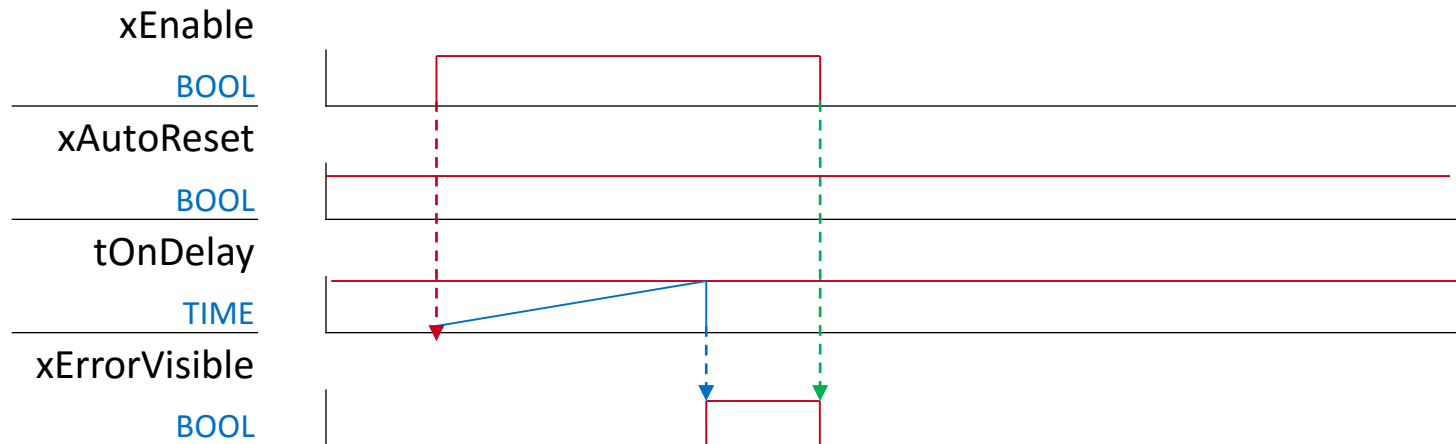 xEnable
BOOL
xAutoReset
BOOL
tOnDelay
TIME
xErrorVisible
BOOL